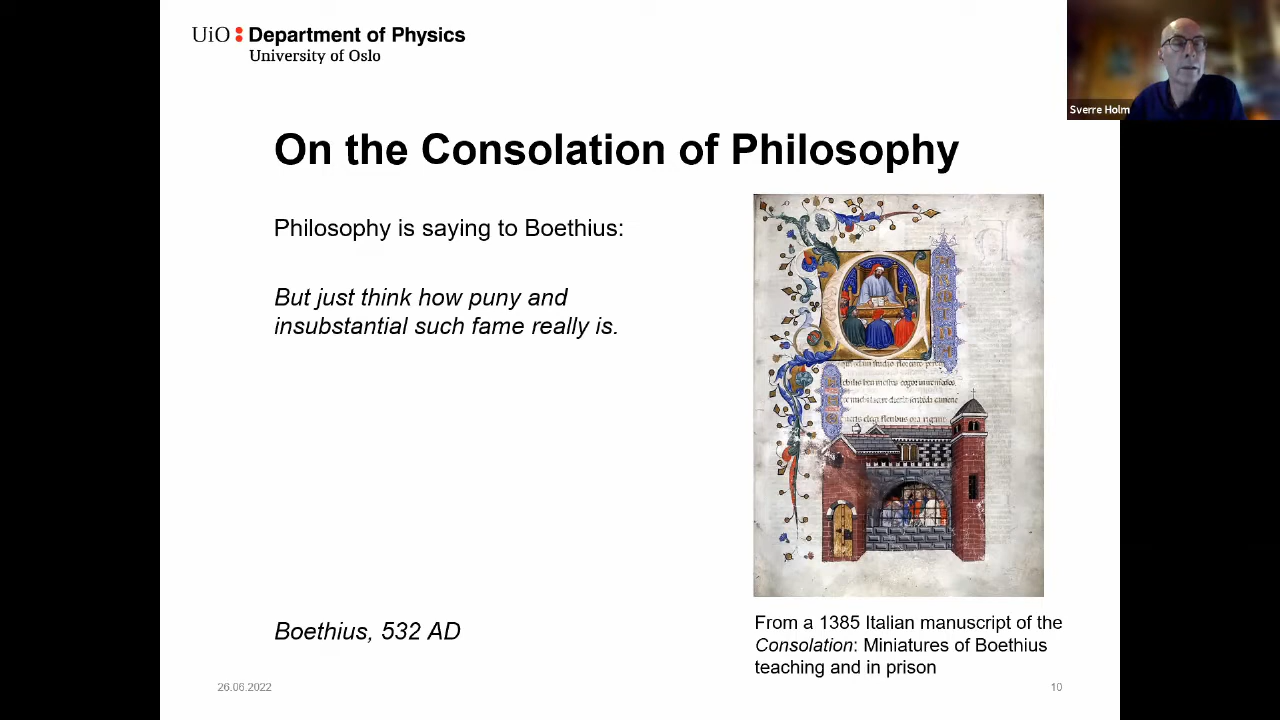 UiO : Department of Physics
University of Oslo
Sverre Holm
On the Consolation of Philosophy
Philosophy is saying to Boethius:
But just think how puny and
insubstantial such fame really is.
Boethius, 532 AD
From a 1385 Italian manuscript of the
Consolation: Miniatures of Boethius
teaching and in prison
26.06.2022
10